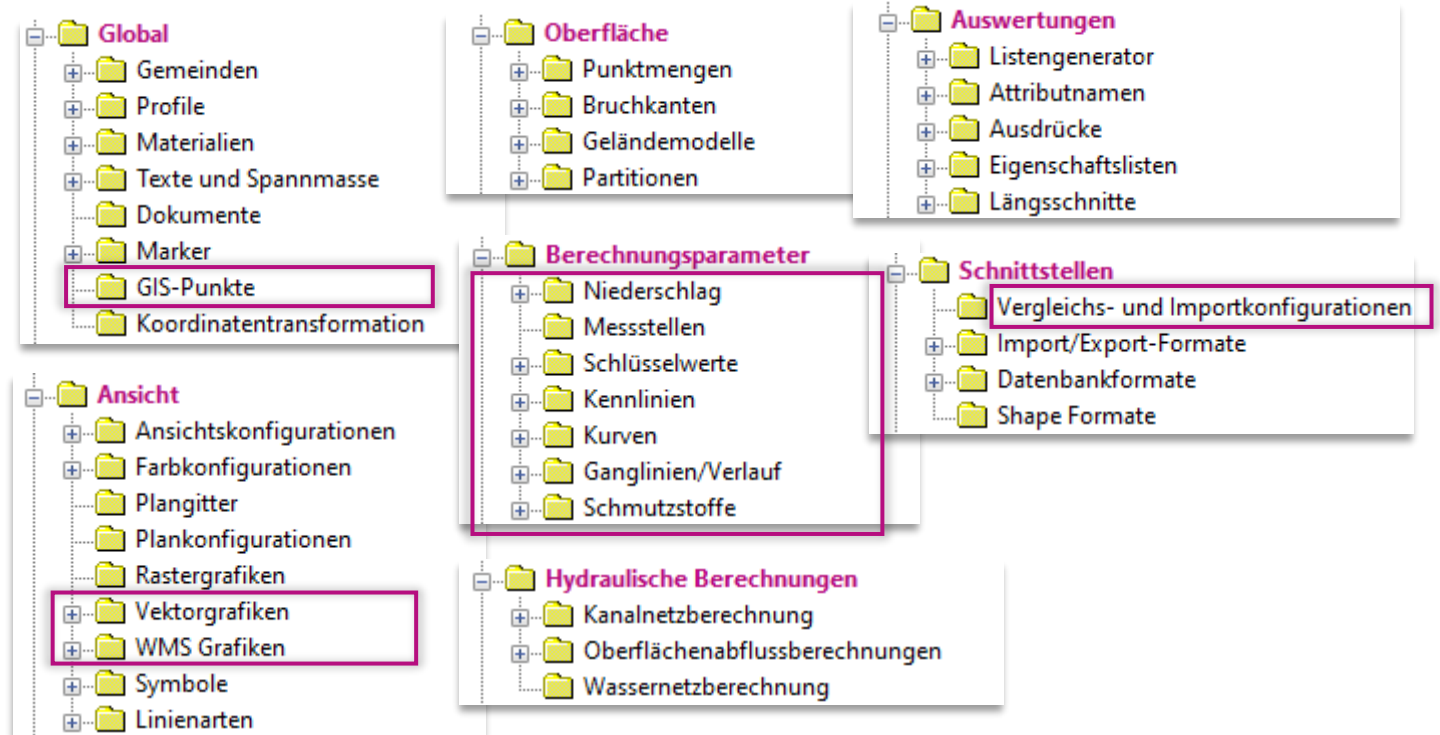 Global
Gemeinden
Profile
Materialien
Texte und Spannmasse
Dokumente
Marker
GIS-Punkte
Koordinatentransformation
Ansicht
Ansichtskonfigurationen
Farbkonfigurationen
Plangitter
Plankonfigurationen
Rastergrafiken
Vektorgrafiken
WMS Grafiken
Symbole
Linienarten
Oberfläche
Punktmengen
Bruchkanten
Geländemodelle
Partitionen
Berechnungsparameter
Niederschlag
Messstellen
Schlüsselwerte
Kennlinien
Kurven
Ganglinien/Verlauf
Schmutzstoffe
Hydraulische Berechnungen
Kanalnetzberechnung
Oberflächenabflussberechnungen
Wassernetzberechnung
Auswertungen
Listengenerator
Attributnamen
Ausdrücke
Eigenschaftslisten
Längsschnitte
Schnittstellen
Vergleichs- und Importkonfigurationen
Import/Export-Formate
Datenbankformate
Shape Formate